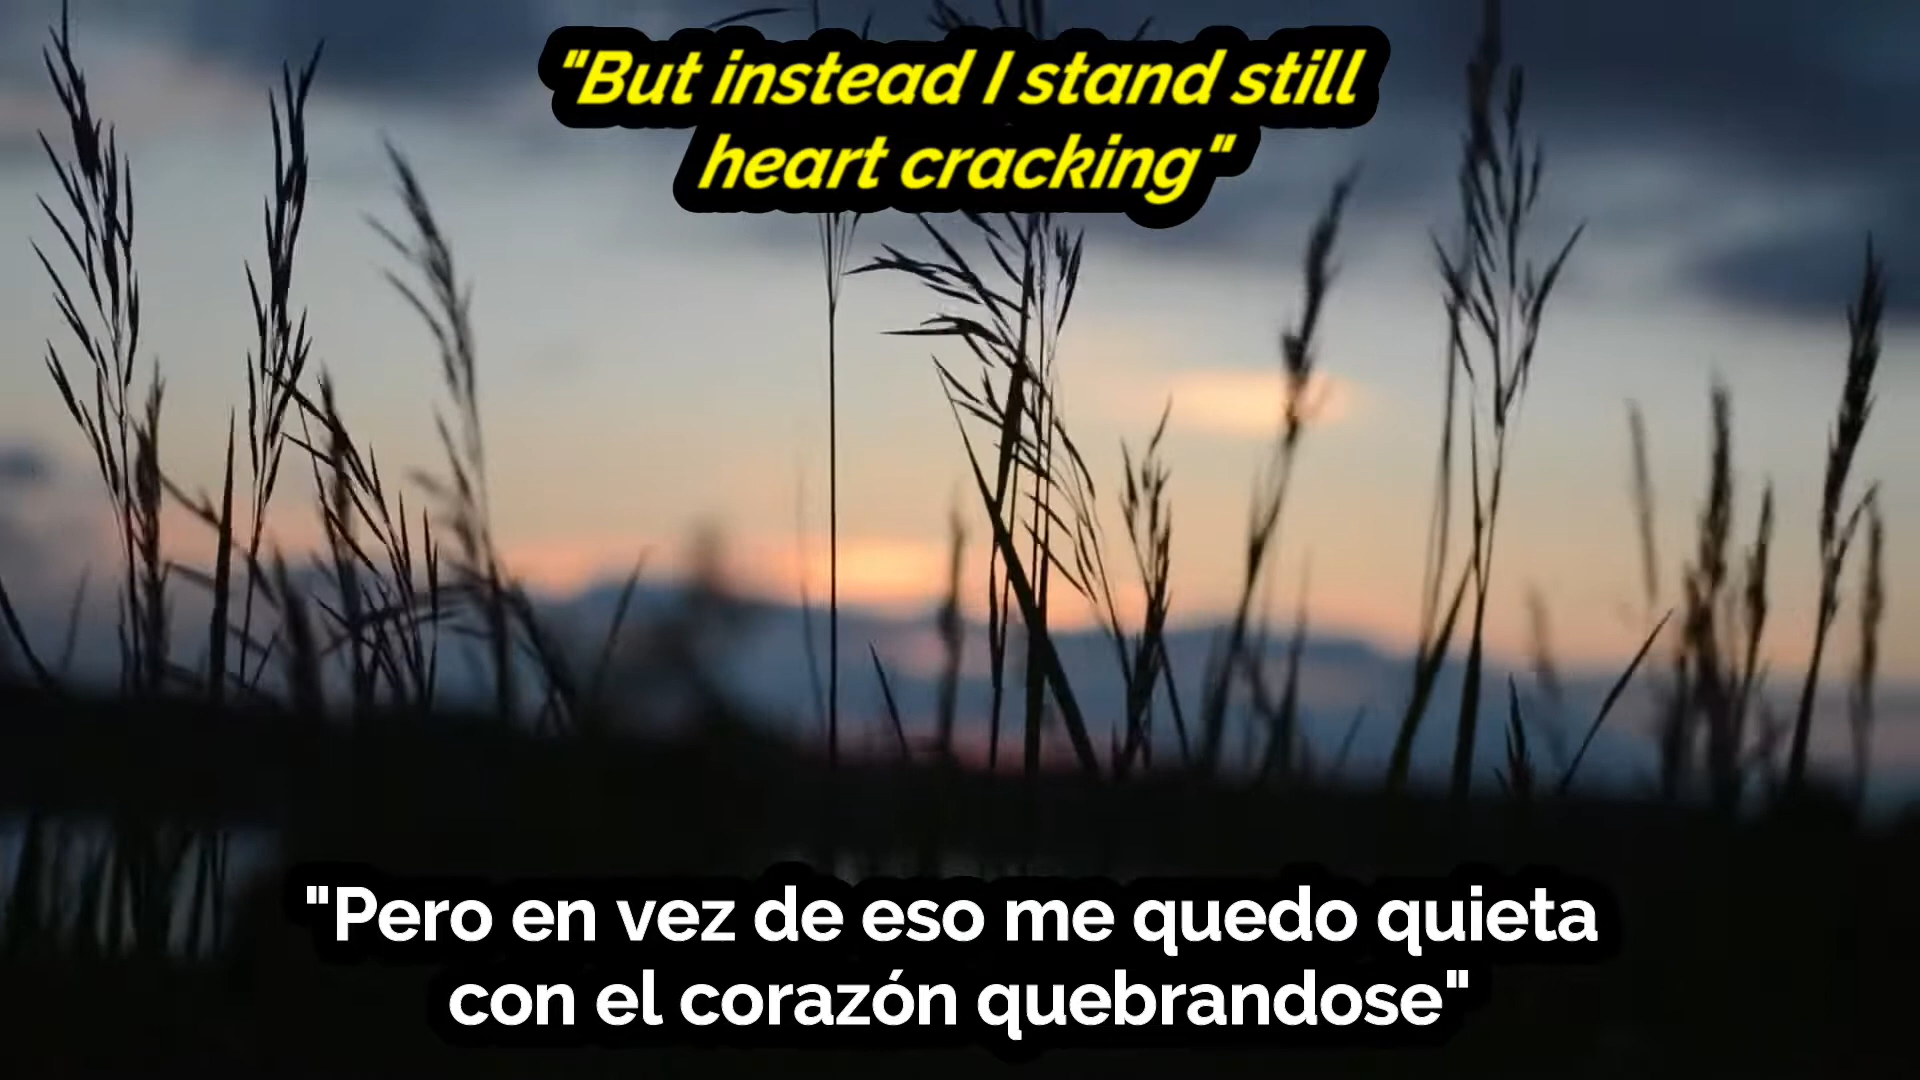 "But instead I stand still
heart cracking"
"Pero en vez de eso me quedo quieta
con el corazón quebrandose"